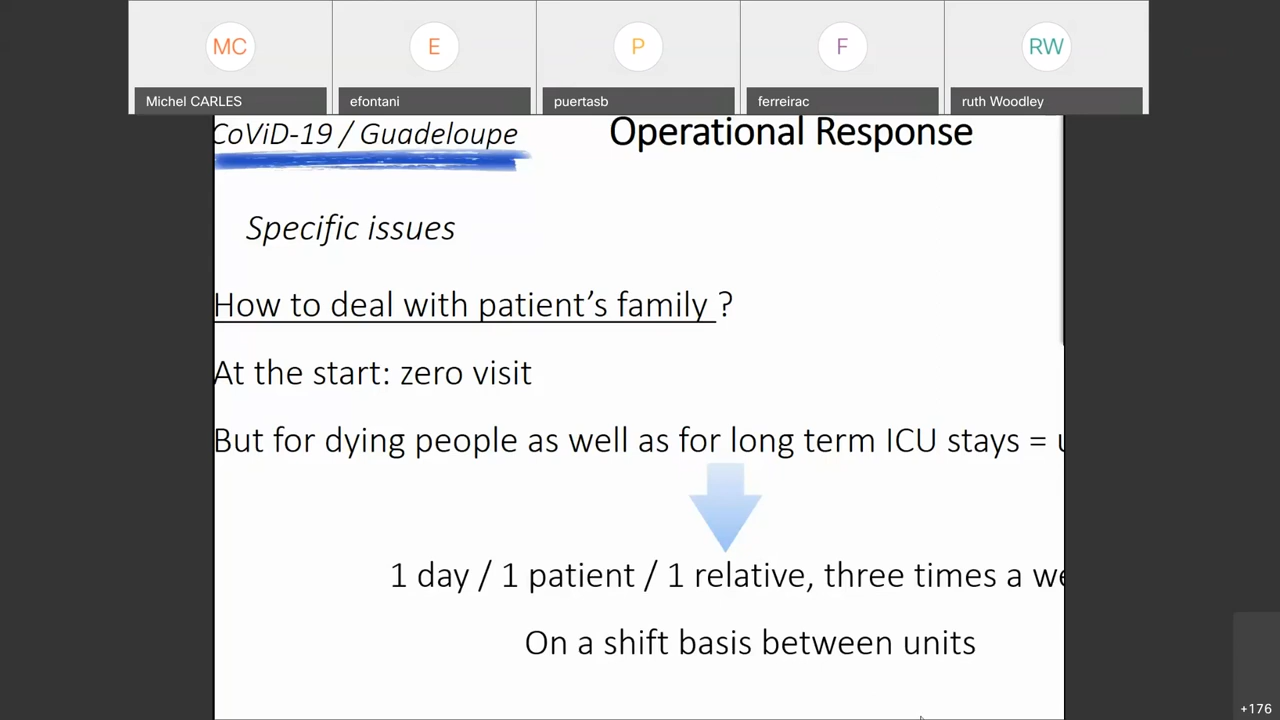 MC
E
P
F
RW
Michel CARLES
efontani
puertasb
ferreirac
ruth Woodley
CoViD-19 / Guadeloupe
Operational Response
Specific issues
How to deal with patient’s family ?
At the start: zero visit
But for dying people as well as for long term ICU stays =
1 day / 1 patient / 1 relative, three times a
On a shift basis between units
+176